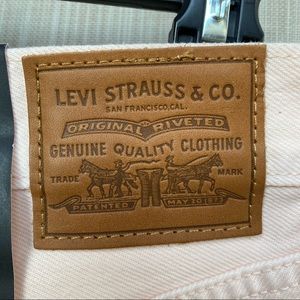 LEVI STRAUSS & CO.
SAN FRANCISCO, CAL.
ORIGINAL RIVETED
GENUINE QUALITY CLOTHING
TRADE MARK
PATENTED MAY 20 1873